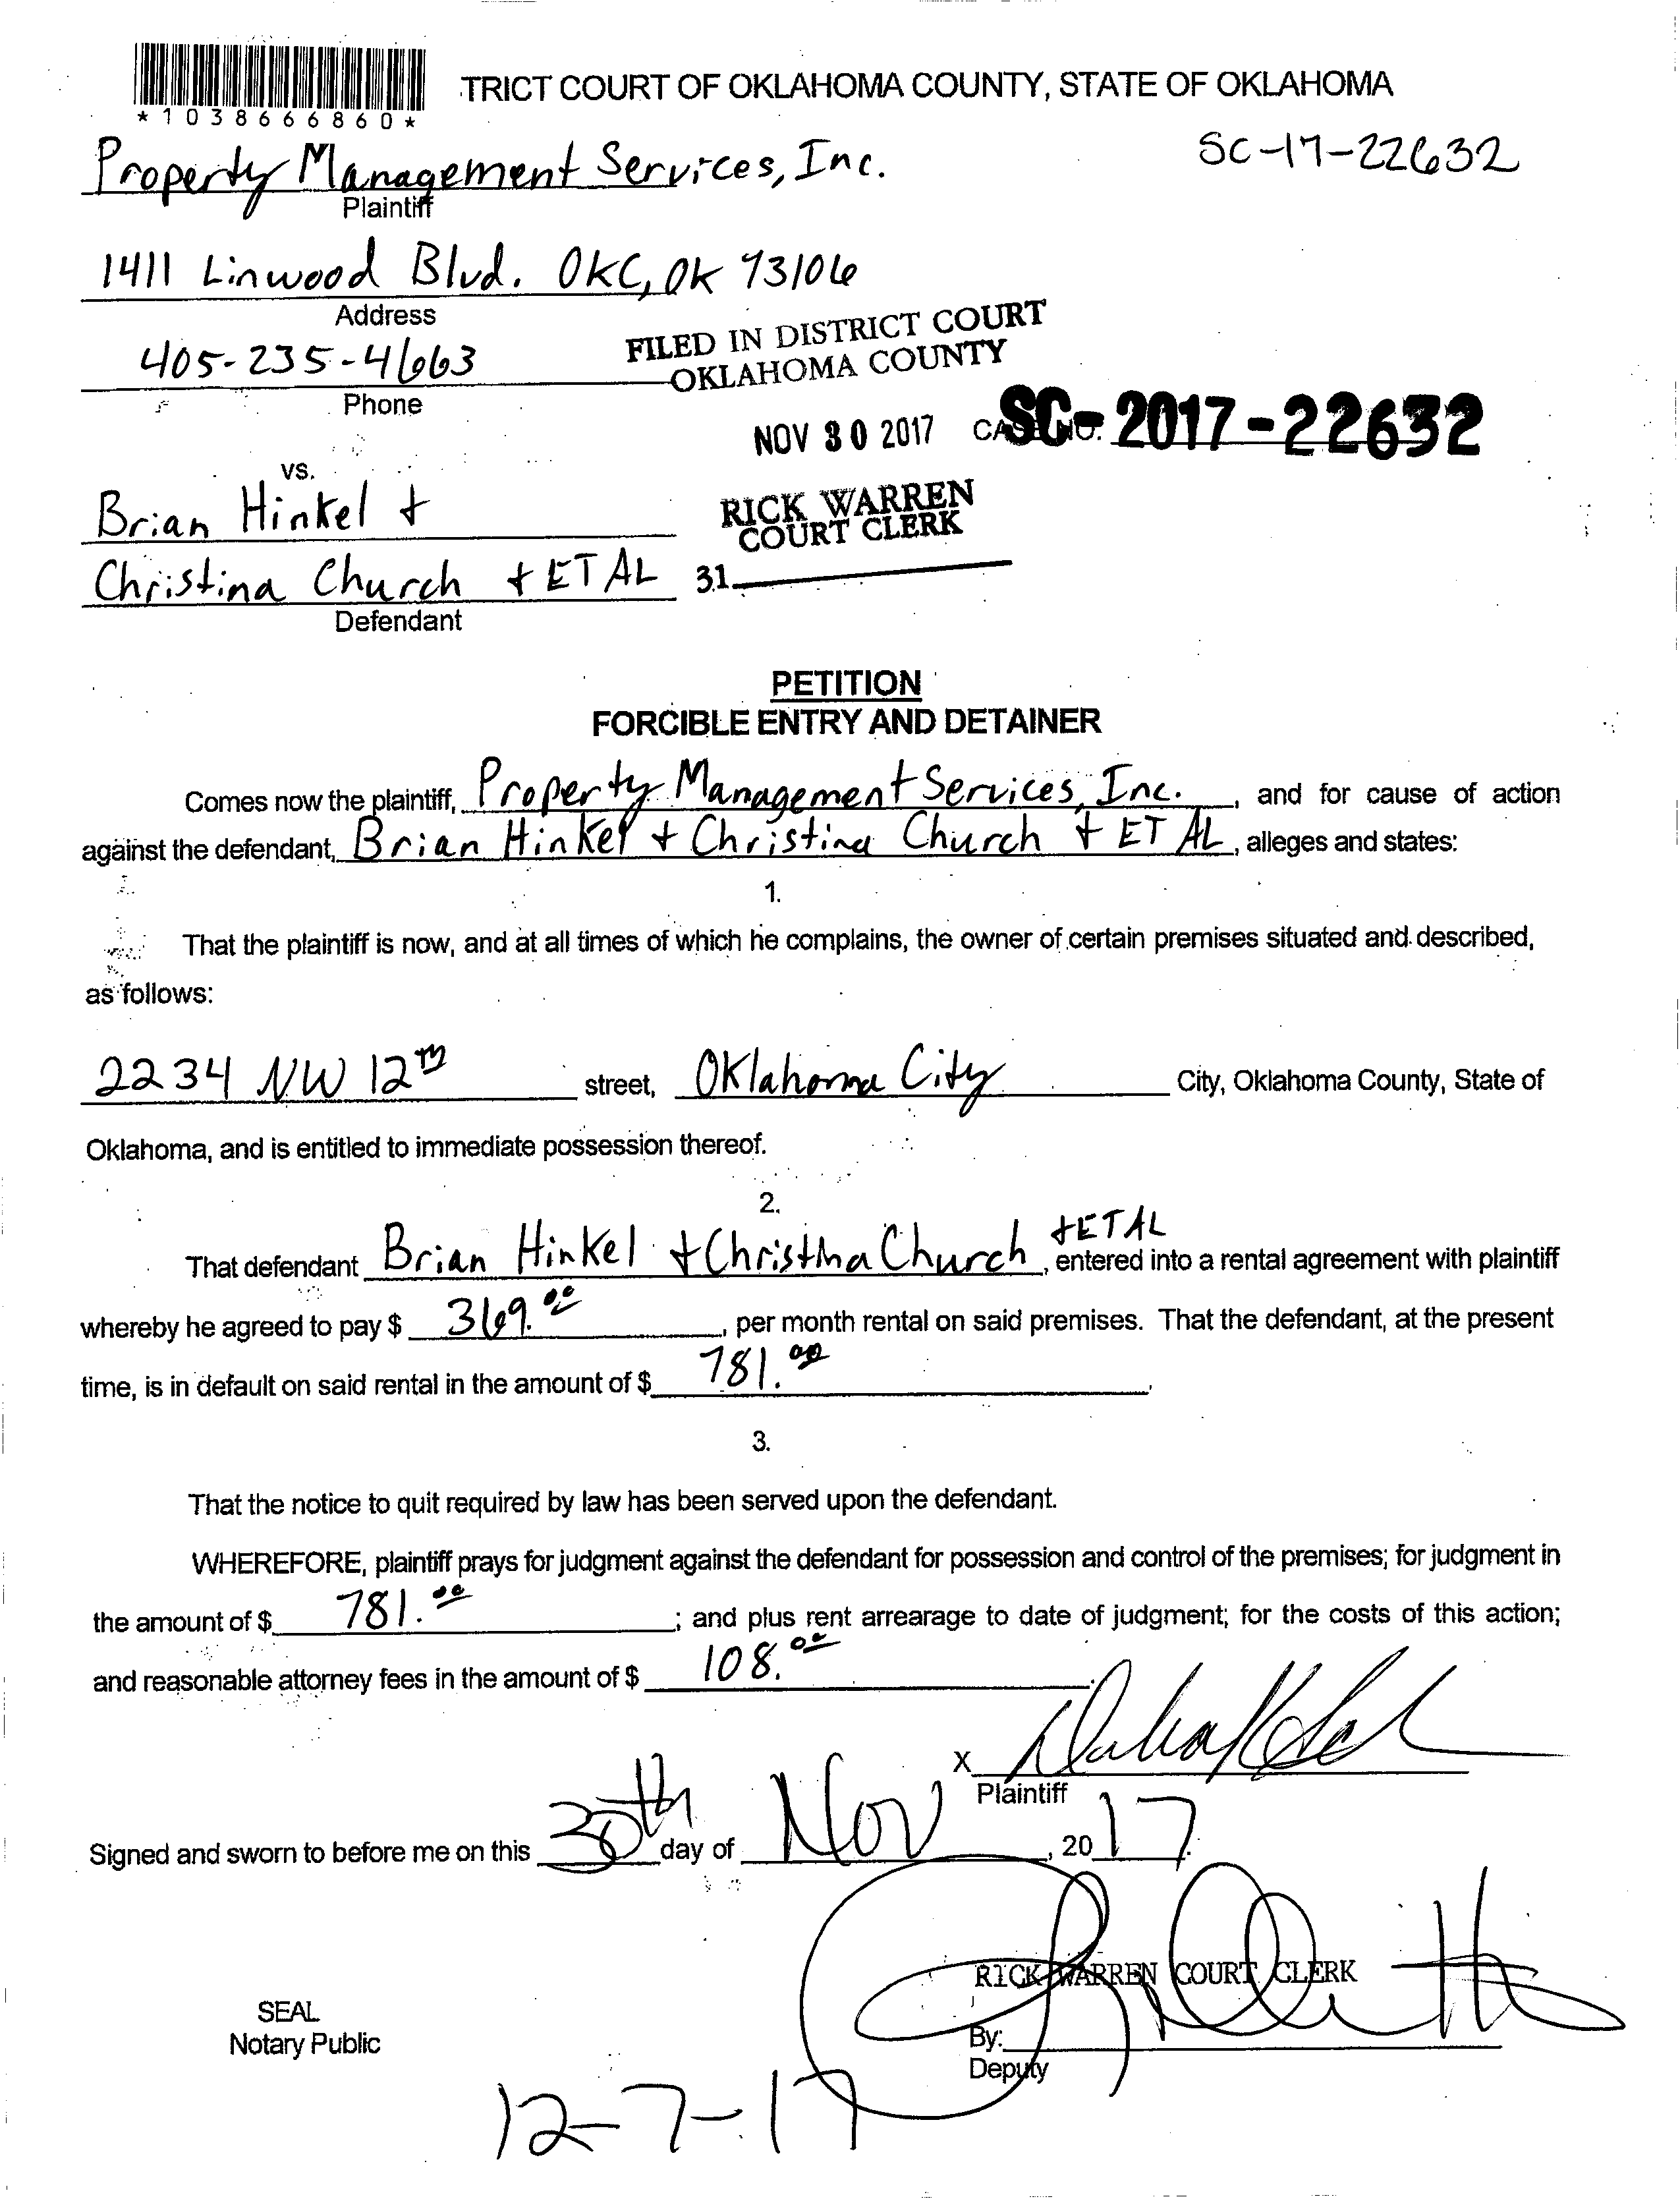 TRICT COURT OF OKLAHOMA COUNTY, STATE OF OKLAHOMA
*1038666860*
Property Management Services, Inc.
SC-17-22632
Plaintiff
1411 Linwood Blvd. OKC, OK 73106
Address
405-235-4663
FILED IN DISTRICT COURT
OKLAHOMA COUNTY
Phone
NOV 30 2017
CASE NO. SC-2017-22632
vs.
Brian Hinkel +
RICK WARREN
COURT CLERK
Christina Church + ET AL
31
Defendant
PETITION
FORCIBLE ENTRY AND DETAINER
Comes now the plaintiff, Property Management Services, Inc. , and for cause of action
against the defendant, Brian Hinkel + Christina Church + ET AL , alleges and states:
1.
That the plaintiff is now, and at all times of which he complains, the owner of certain premises situated and described,
as follows:
2234 NW 12th street, Oklahoma City City, Oklahoma County, State of
Oklahoma, and is entitled to immediate possession thereof.
2.
That defendant Brian Hinkel + Christina Church + ET AL , entered into a rental agreement with plaintiff
whereby he agreed to pay $ 369.00 , per month rental on said premises. That the defendant, at the present
time, is in default on said rental in the amount of $ 781.00 .
3.
That the notice to quit required by law has been served upon the defendant.
WHEREFORE, plaintiff prays for judgment against the defendant for possession and control of the premises; for judgment in
the amount of $ 781.00 ; and plus rent arrearage to date of judgment; for the costs of this action;
and reasonable attorney fees in the amount of $ 108.00 .
X
Plaintiff
Signed and sworn to before me on this 30th day of Nov , 20 17.
RICK WARREN COURT CLERK
SEAL
Notary Public
By:
Deputy
12-7-17